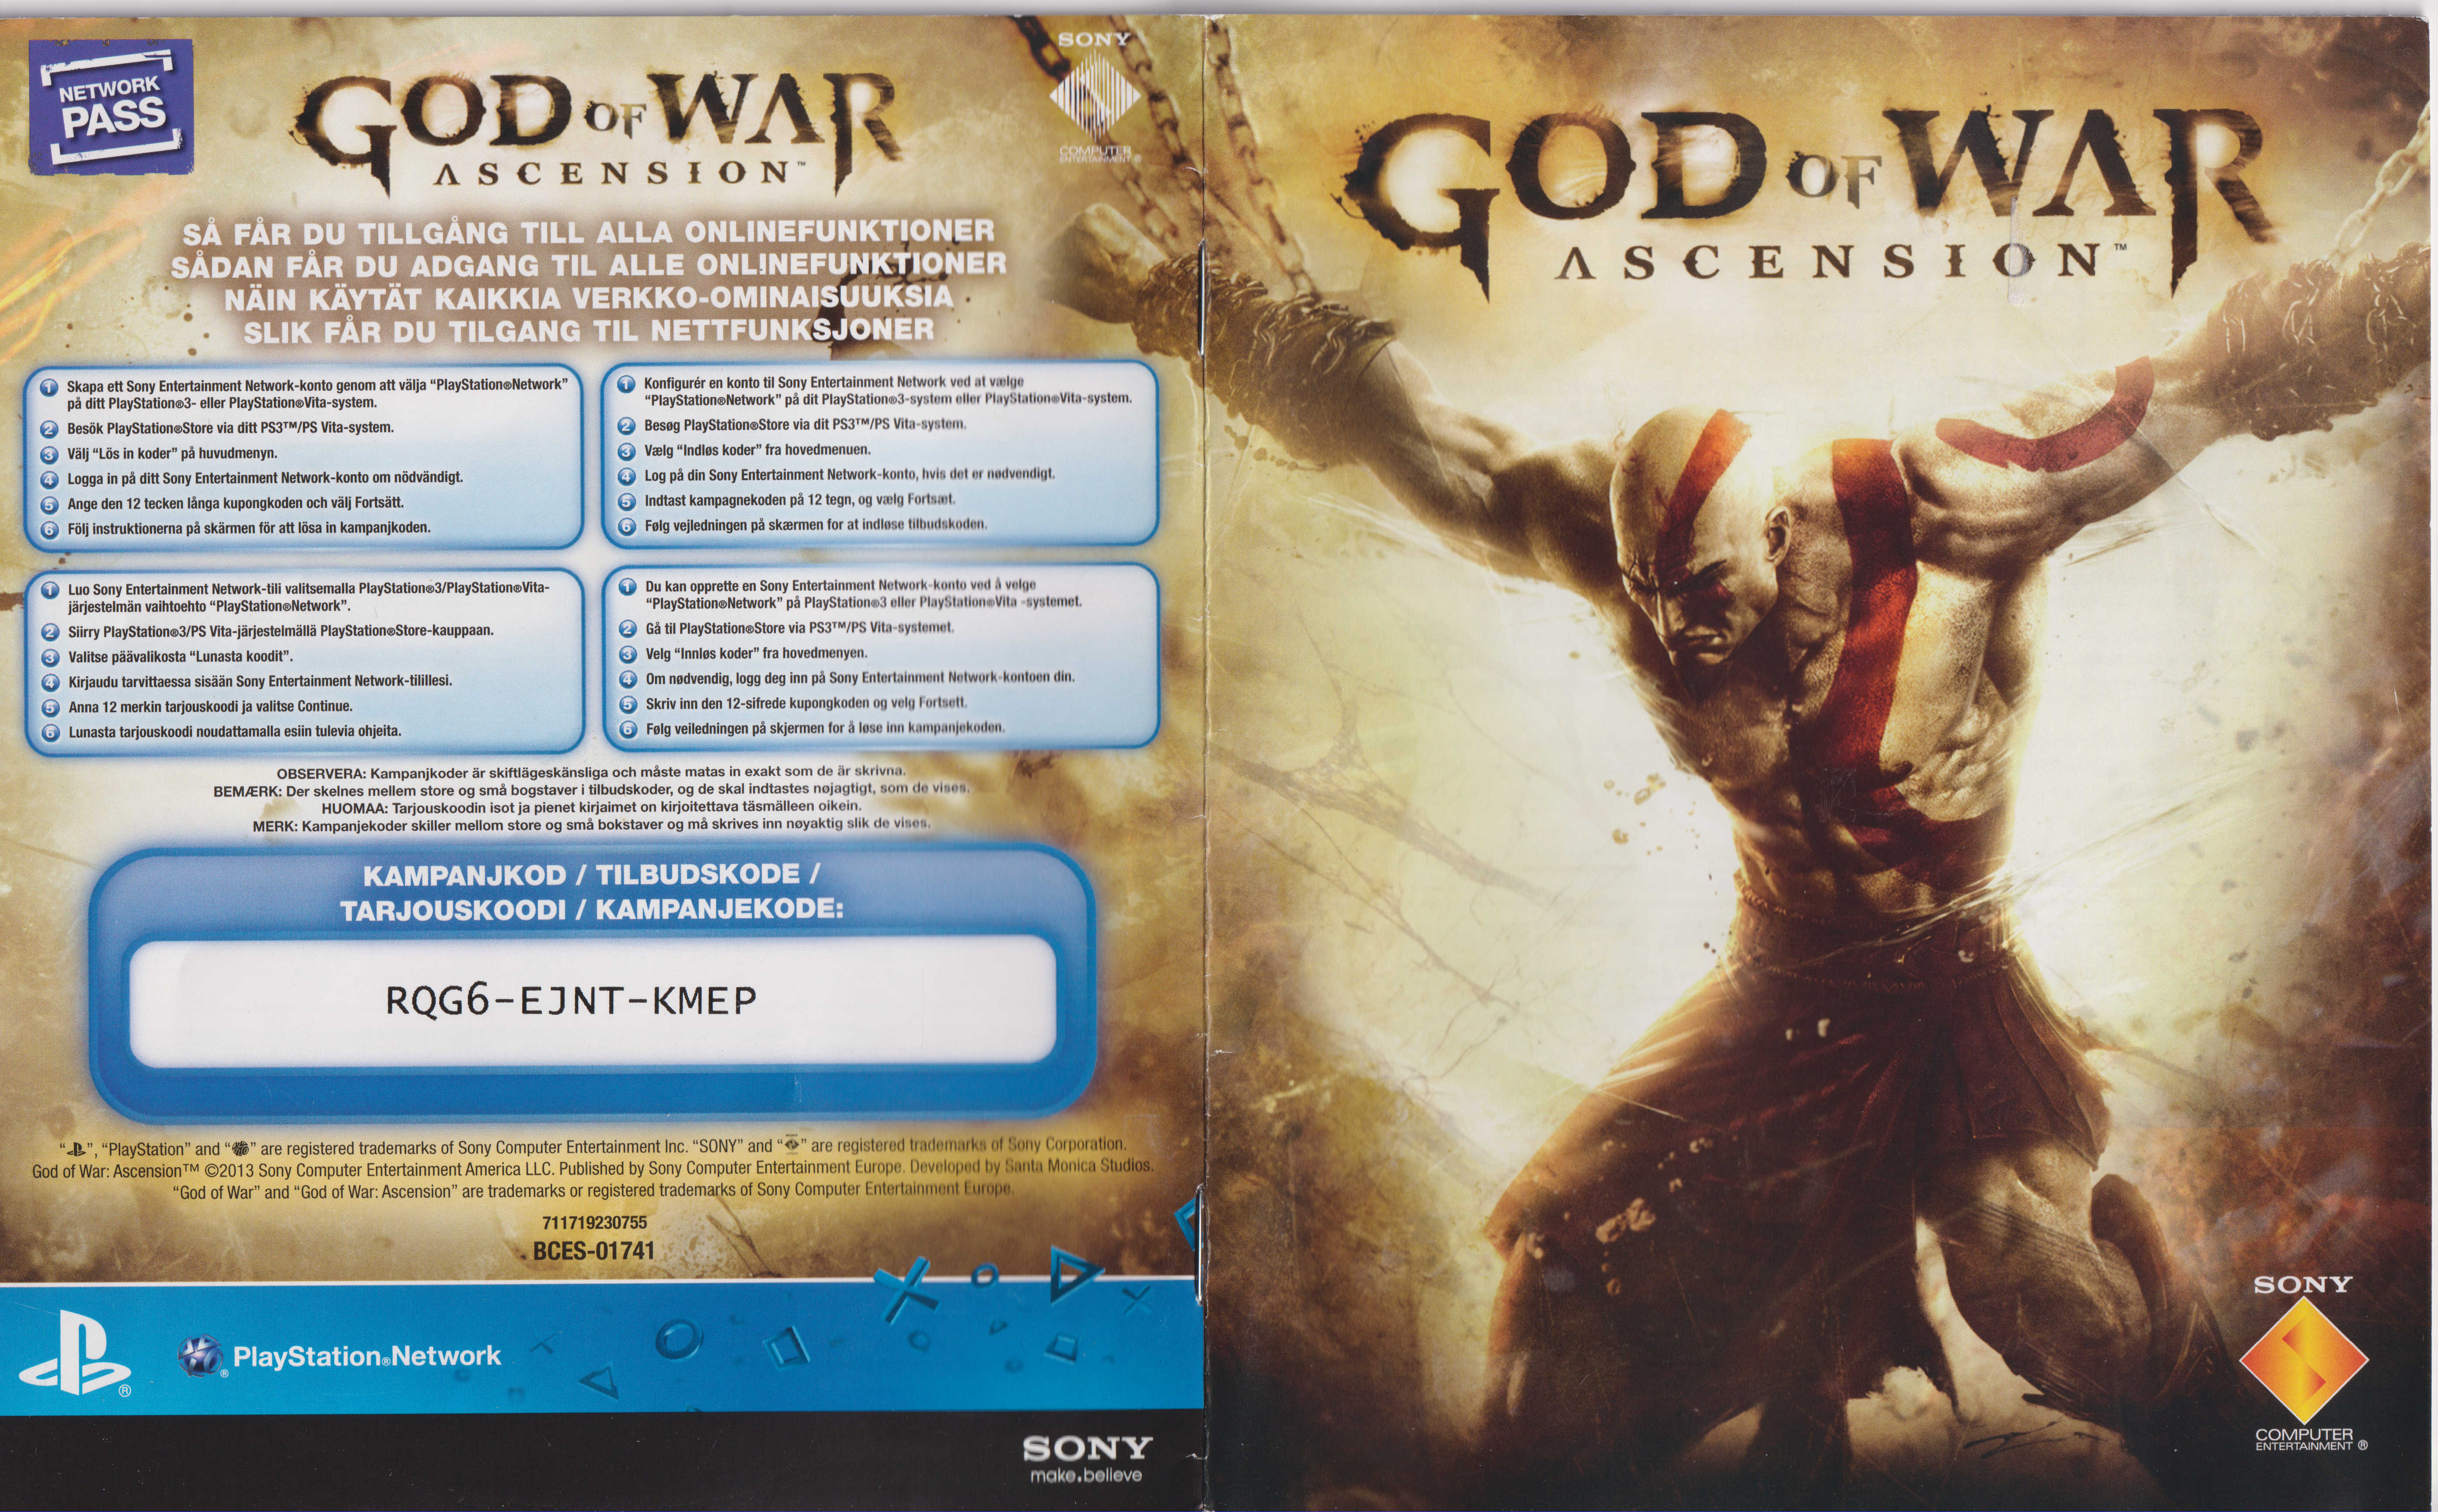 NETWORK
PASS
GOD OF WAR
ASCENSION™
SONY
COMPUTER
ENTERTAINMENT ®
SÅ FÅR DU TILLGÅNG TILL ALLA ONLINEFUNKTIONER
SÅDAN FÅR DU ADGANG TIL ALLE ONLINEFUNKTIONER
NÄIN KÄYTÄT KAIKKIA VERKKO-OMINAISUUKSIA
SLIK FÅR DU TILGANG TIL NETTFUNKSJONER
1 Skapa ett Sony Entertainment Network-konto genom att välja “PlayStation®Network”
på ditt PlayStation®3- eller PlayStation®Vita-system.
2 Besök PlayStation®Store via ditt PS3™/PS Vita-system.
3 Välj “Lös in koder” på huvudmenyn.
4 Logga in på ditt Sony Entertainment Network-konto om nödvändigt.
5 Ange den 12 tecken långa kupongkoden och välj Fortsätt.
6 Följ instruktionerna på skärmen för att lösa in kampanjkoden.
1 Konfigurér en konto til Sony Entertainment Network ved at vælge
“PlayStation®Network” på dit PlayStation®3-system eller PlayStation®Vita-system.
2 Besøg PlayStation®Store via dit PS3™/PS Vita-system.
3 Vælg “Indløs koder” fra hovedmenuen.
4 Log på din Sony Entertainment Network-konto, hvis det er nødvendigt.
5 Indtast kampagnekoden på 12 tegn, og vælg Fortsæt.
6 Følg vejledningen på skærmen for at indløse tilbudskoden.
1 Luo Sony Entertainment Network-tili valitsemalla PlayStation®3/PlayStation®Vita-
järjestelmän vaihtoehto “PlayStation®Network”.
2 Siirry PlayStation®3/PS Vita-järjestelmällä PlayStation®Store-kauppaan.
3 Valitse päävalikosta “Lunasta koodit”.
4 Kirjaudu tarvittaessa sisään Sony Entertainment Network-tilillesi.
5 Anna 12 merkin tarjouskoodi ja valitse Continue.
6 Lunasta tarjouskoodi noudattamalla esiin tulevia ohjeita.
1 Du kan opprette en Sony Entertainment Network-konto ved å velge
“PlayStation®Network” på PlayStation®3 eller PlayStation®Vita -systemet.
2 Gå til PlayStation®Store via PS3™/PS Vita-systemet.
3 Velg “Innløs koder” fra hovedmenyen.
4 Om nødvendig, logg deg inn på Sony Entertainment Network-kontoen din.
5 Skriv inn den 12-sifrede kupongkoden og velg Fortsett.
6 Følg veiledningen på skjermen for å løse inn kampanjekoden.
OBSERVERA: Kampanjkoder är skiftlägeskänsliga och måste matas in exakt som de är skrivna.
BEMÆRK: Der skelnes mellem store og små bogstaver i tilbudskoder, og de skal indtastes nøjagtigt, som de vises.
HUOMAA: Tarjouskoodin isot ja pienet kirjaimet on kirjoitettava täsmälleen oikein.
MERK: Kampanjekoder skiller mellom store og små bokstaver og må skrives inn nøyaktig slik de vises.
KAMPANJKOD / TILBUDSKODE /
TARJOUSKOODI / KAMPANJEKODE:
RQG6-EJNT-KMEP
“ ”, “PlayStation” and “ ” are registered trademarks of Sony Computer Entertainment Inc. “SONY” and “ ” are registered trademarks of Sony Corporation.
God of War: Ascension™ ©2013 Sony Computer Entertainment America LLC. Published by Sony Computer Entertainment Europe. Developed by Santa Monica Studios.
“God of War” and “God of War: Ascension” are trademarks or registered trademarks of Sony Computer Entertainment Europe.
711719230755
BCES-01741
PlayStation®Network
SONY
make.believe
GOD OF WAR
ASCENSION™
SONY
COMPUTER
ENTERTAINMENT ®